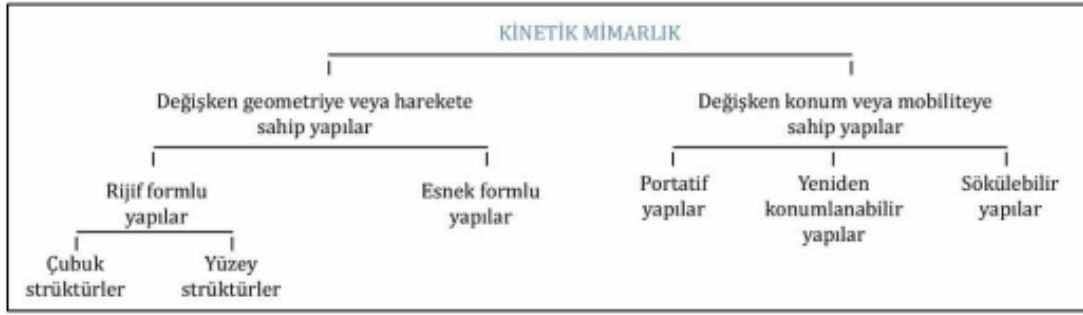 KİNETİK MİMARLIK
Değişken geometriye veya harekete
sahip yapılar
Değişken konum veya mobiliteye
sahip yapılar
Rijif formlu
yapılar
Esnek formlu
yapılar
Portatif
yapılar
Yeniden
konumlanabilir
yapılar
Sökülebilir
yapılar
Çubuk
strüktürler
Yüzey
strüktürler